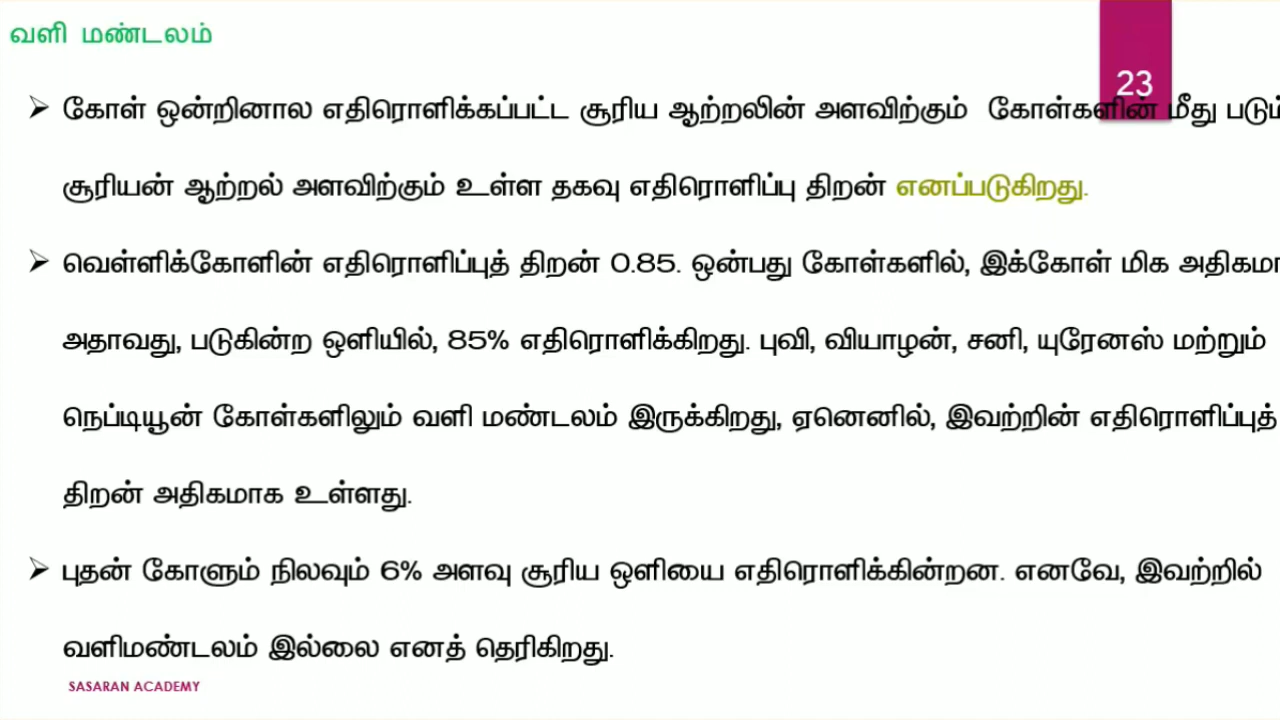 வளி மண்டலம்
23
➢ கோள் ஒன்றினால எதிரொளிக்கப்பட்ட சூரிய ஆற்றலின் அளவிற்கும் கோள்களின் மீது
சூரியன் ஆற்றல் அளவிற்கும் உள்ள தகவு எதிரொளிப்பு திறன் எனப்படுகிறது.
➢ வெள்ளிக்கோளின் எதிரொளிப்புத் திறன் 0.85. ஒன்பது கோள்களில், இக்கோள் மிக
அதாவது, படுகின்ற ஒளியில், 85% எதிரொளிக்கிறது. புவி, வியாழன், சனி, யுரேனஸ் மற்றும்
நெப்டியூன் கோள்களிலும் வளி மண்டலம் இருக்கிறது, ஏனெனில், இவற்றின் எதிரொளிப்புத்
திறன் அதிகமாக உள்ளது.
➢ புதன் கோளும் நிலவும் 6% அளவு சூரிய ஒளியை எதிரொளிக்கின்றன. எனவே, இவற்றில்
வளிமண்டலம் இல்லை எனத் தெரிகிறது.
SASARAN ACADEMY